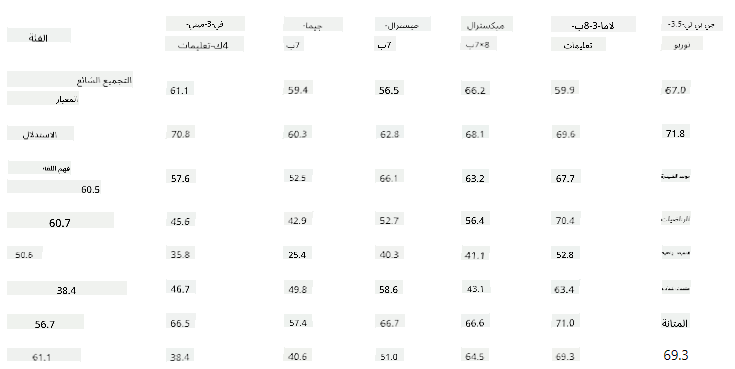 الفئة
في-3-ميني-
4ك-تعليمات
جيما-
7ب
ميسترال-
7ب
ميكسترال
8×7ب
لاما-3-8ب-
تعليمات
جي بي تي-3.5-
توربو
التجميع الشائع
المعيار
61.1 59.4 56.5 66.2 59.9 67.0
الاستدلال 70.8 60.3 62.8 68.1 69.6 71.8
فهم اللغة
60.5
57.6 52.5 66.1 63.2 67.7
60.7 45.6 42.9 52.7 56.4 70.4 الرياضيات
50.6 35.8 25.4 40.3 41.1 52.8
38.4 46.7 49.8 58.6 43.1 63.4
56.7 66.5 57.4 66.7 66.6 71.0 المتانة
61.1 38.4 40.6 51.0 64.5 69.3 69.3